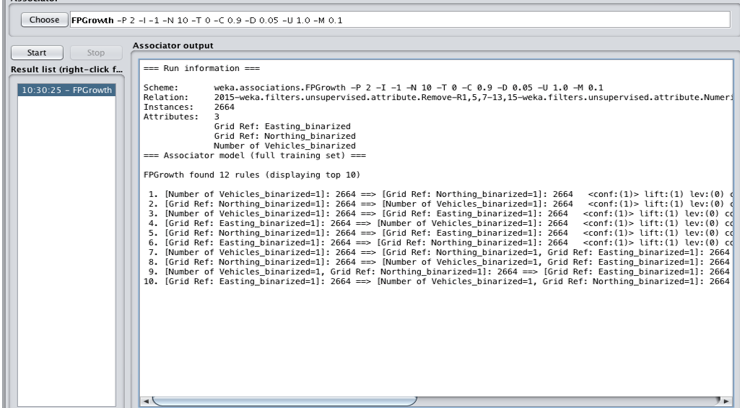 Associator
Choose FPGrowth -P 2 -I -1 -N 10 -T 0 -C 0.9 -D 0.05 -U 1.0 -M 0.1
Start Stop
Result list (right-click f...
10:30:25 - FPGrowth
Associator output
=== Run information ===
Scheme: weka.associations.FPGrowth -P 2 -I -1 -N 10 -T 0 -C 0.9 -D 0.05 -U 1.0 -M 0.1
Relation: 2015-weka.filters.unsupervised.attribute.Remove-R1,5,7-13,15-weka.filters.unsupervised.attribute.Numeri
Instances: 2664
Attributes: 3
Grid Ref: Easting_binarized
Grid Ref: Northing_binarized
Number of Vehicles_binarized
=== Associator model (full training set) ===
FPGrowth found 12 rules (displaying top 10)
1. [Number of Vehicles_binarized=1]: 2664 ==> [Grid Ref: Northing_binarized=1]: 2664 <conf:(1)> lift:(1) lev:(0) c
2. [Grid Ref: Northing_binarized=1]: 2664 ==> [Number of Vehicles_binarized=1]: 2664 <conf:(1)> lift:(1) lev:(0) c
3. [Number of Vehicles_binarized=1]: 2664 ==> [Grid Ref: Easting_binarized=1]: 2664 <conf:(1)> lift:(1) lev:(0) co
4. [Grid Ref: Easting_binarized=1]: 2664 ==> [Number of Vehicles_binarized=1]: 2664 <conf:(1)> lift:(1) lev:(0) co
5. [Grid Ref: Northing_binarized=1]: 2664 ==> [Grid Ref: Easting_binarized=1]: 2664 <conf:(1)> lift:(1) lev:(0) co
6. [Grid Ref: Easting_binarized=1]: 2664 ==> [Grid Ref: Northing_binarized=1]: 2664 <conf:(1)> lift:(1) lev:(0) co
7. [Number of Vehicles_binarized=1]: 2664 ==> [Grid Ref: Northing_binarized=1, Grid Ref: Easting_binarized=1]: 2664
8. [Grid Ref: Northing_binarized=1]: 2664 ==> [Number of Vehicles_binarized=1, Grid Ref: Easting_binarized=1]: 2664
9. [Number of Vehicles_binarized=1, Grid Ref: Northing_binarized=1]: 2664 ==> [Grid Ref: Easting_binarized=1]: 2664
10. [Grid Ref: Easting_binarized=1]: 2664 ==> [Number of Vehicles_binarized=1, Grid Ref: Northing_binarized=1]: 2664